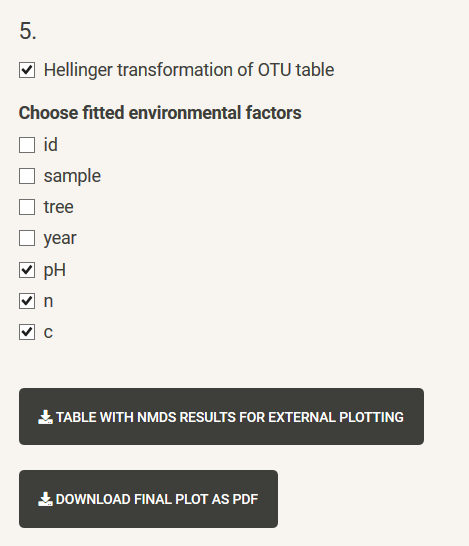 5.
Hellinger transformation of OTU table
Choose fitted environmental factors
id
sample
tree
year
pH
n
c
TABLE WITH NMDS RESULTS FOR EXTERNAL PLOTTING
DOWNLOAD FINAL PLOT AS PDF